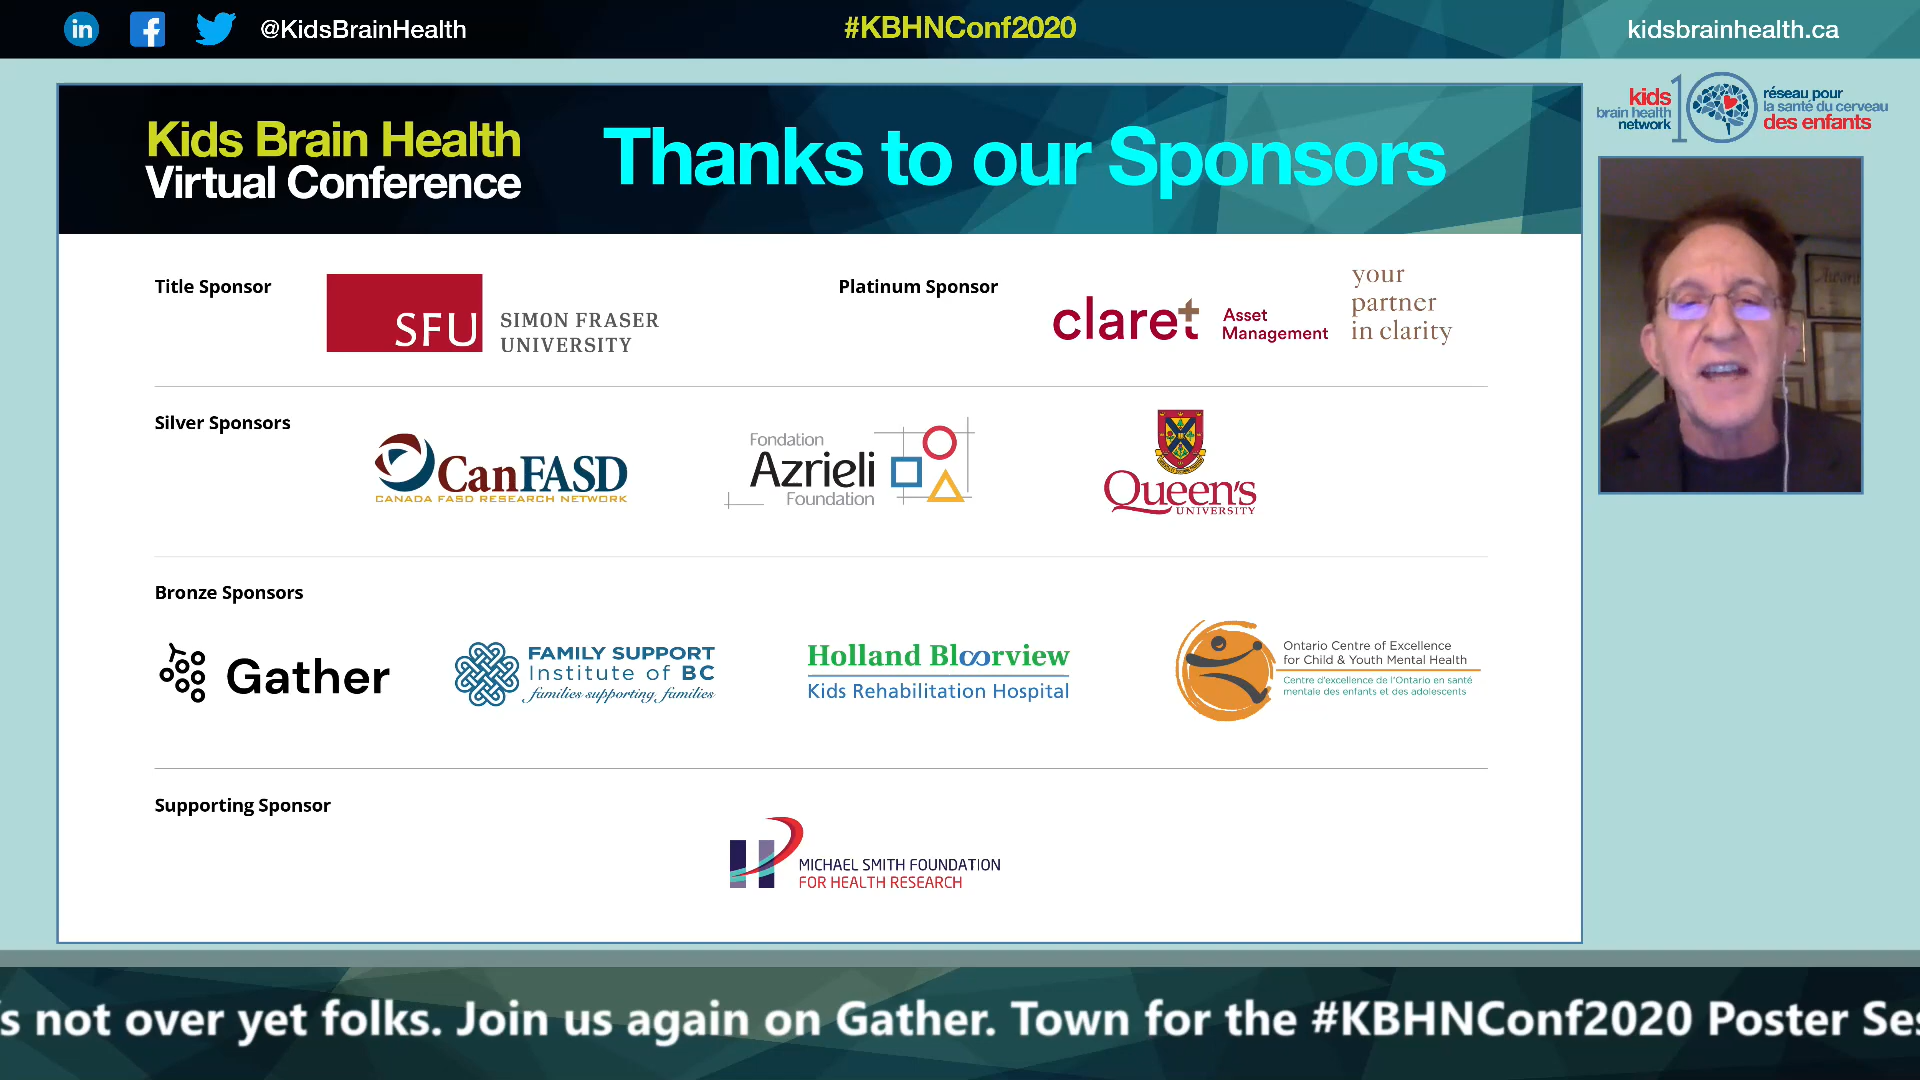 @KidsBrainHealth
#KBHNConf2020
kidsbrainhealth.ca
Kids Brain Health
Virtual Conference
Thanks to our Sponsors
kids
brain health
network
10
réseau pour
la santé du cerveau
des enfants
Title Sponsor
SFU
SIMON FRASER
UNIVERSITY
Platinum Sponsor
claret
Asset
Management
your
partner
in clarity
Silver Sponsors
CanFASD
CANADA FASD RESEARCH NETWORK
Fondation
Azrieli
Foundation
Queen's
UNIVERSITY
Bronze Sponsors
Gather
FAMILY SUPPORT
Institute of BC
families supporting families
Holland Bloorview
Kids Rehabilitation Hospital
Ontario Centre of Excellence
for Child & Youth Mental Health
Centre d'excellence de l'Ontario en santé
mentale des enfants et des adolescents
Supporting Sponsor
MICHAEL SMITH FOUNDATION
FOR HEALTH RESEARCH
's not over yet folks. Join us again on Gather. Town for the #KBHNConf2020 Poster Ses